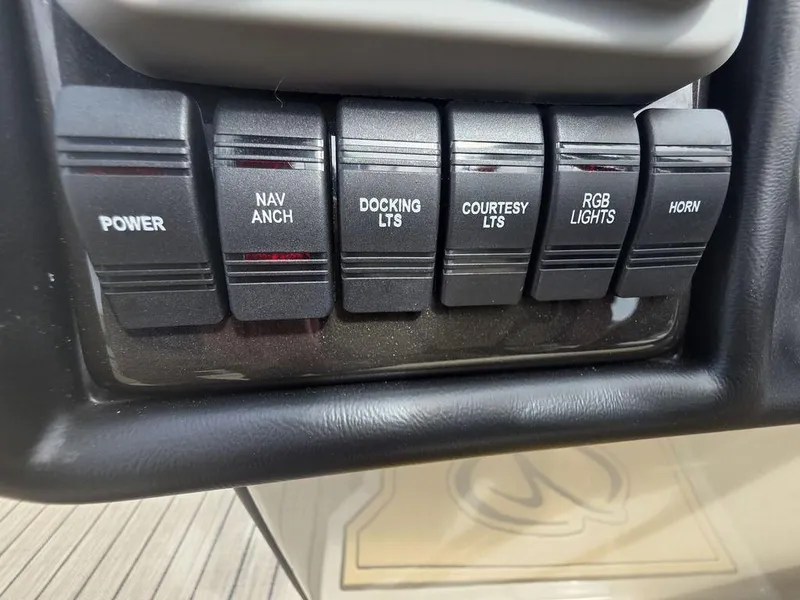 POWER
NAV
ANCH
DOCKING
LTS
COURTESY
LTS
RGB
LIGHTS
HORN